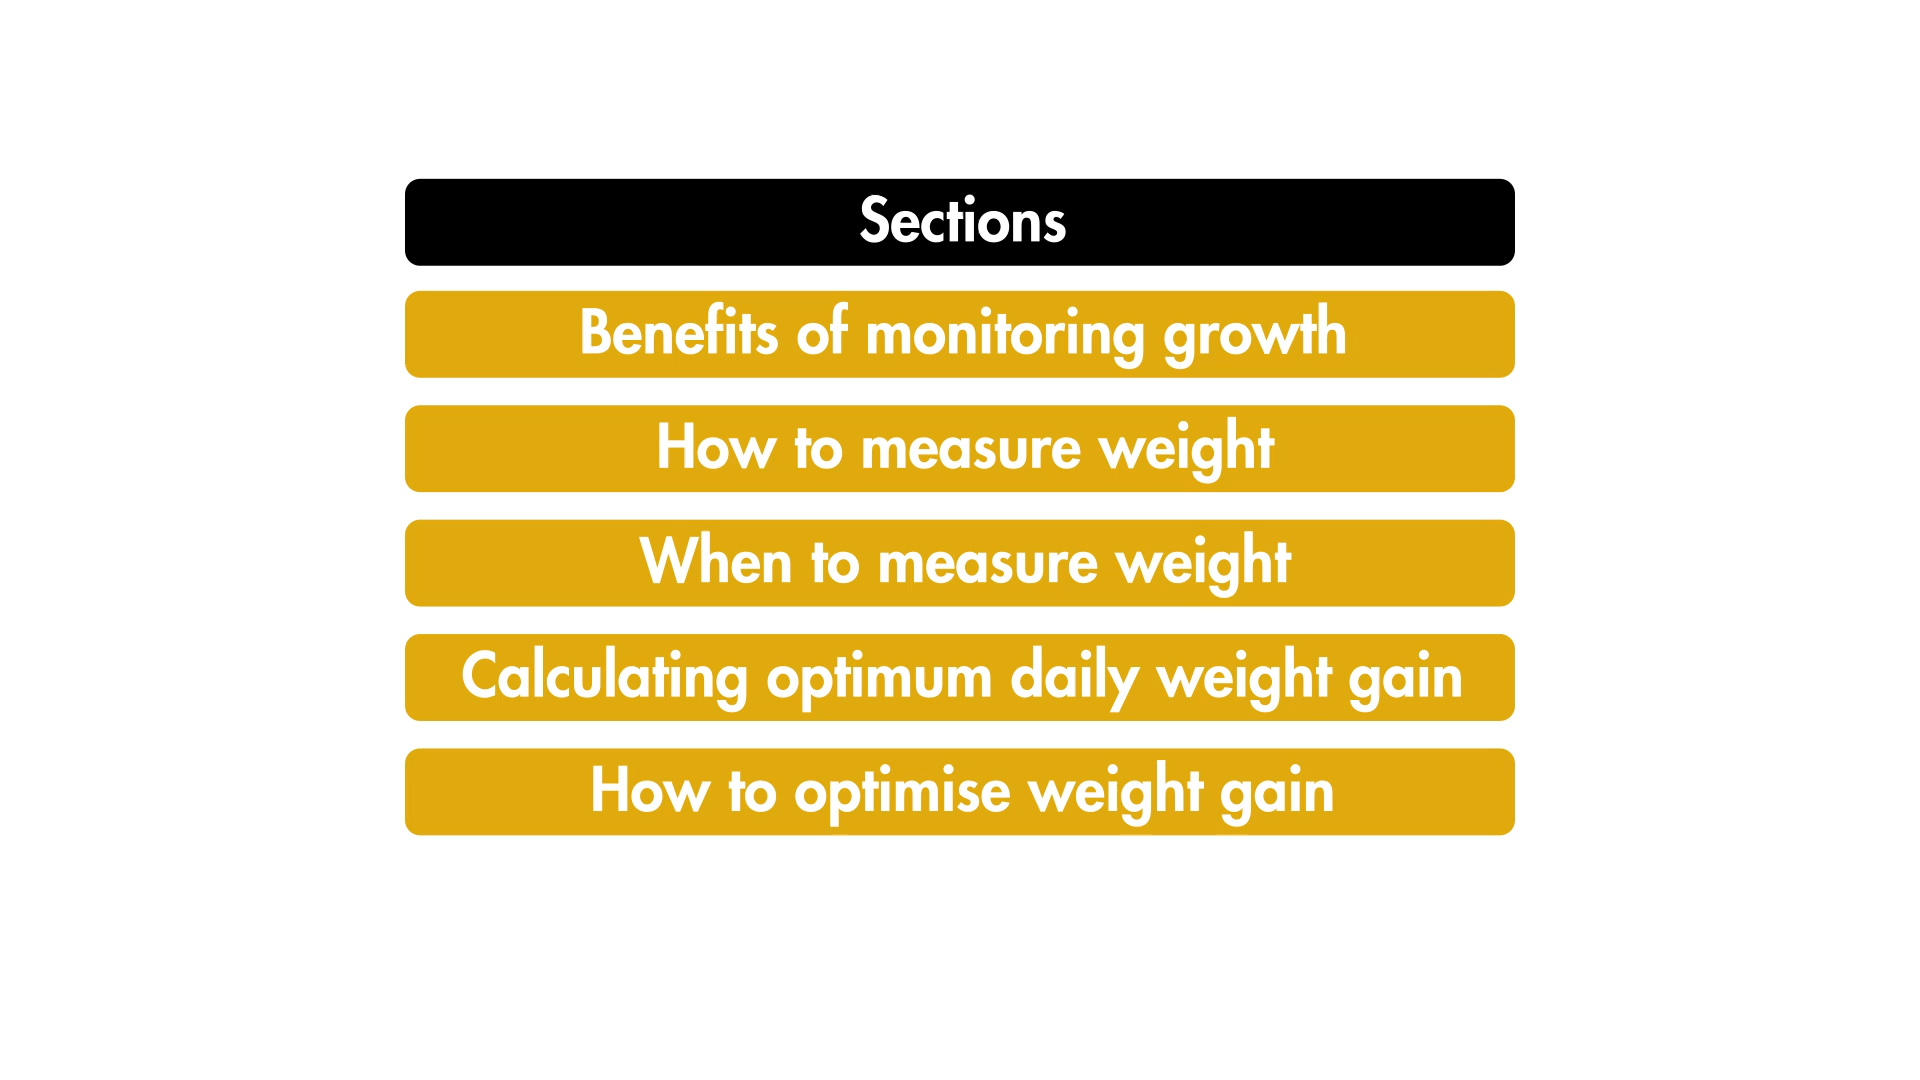 Sections
Benefits of monitoring growth
How to measure weight
When to measure weight
Calculating optimum daily weight gain
How to optimise weight gain